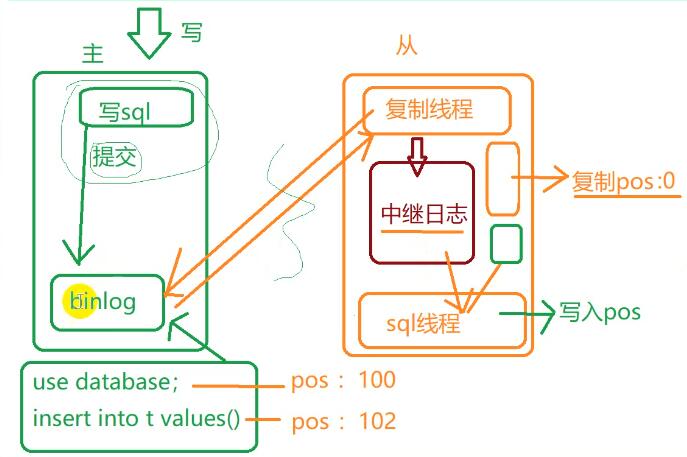 写
主
写sql
提交
binlog
use database；
insert into t values()
pos ：100
pos ：102
从
复制线程
中继日志
sql线程
复制pos:0
写入pos